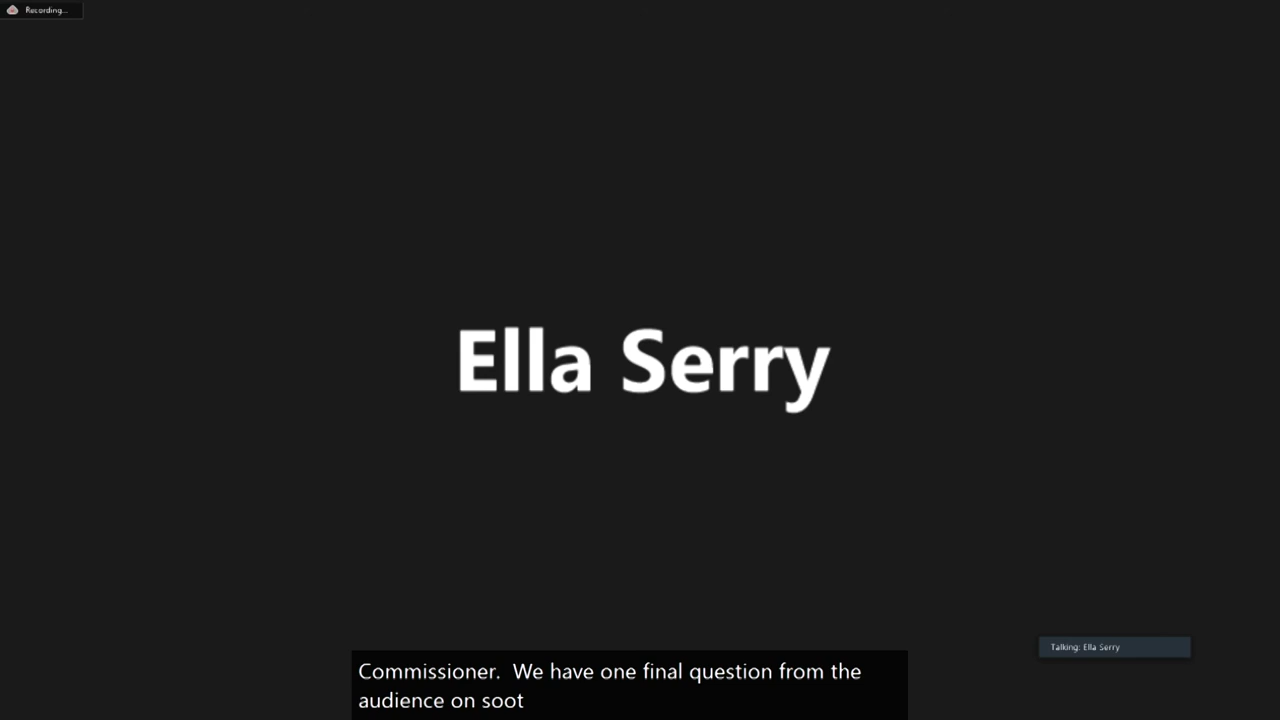 Recording...
Ella Serry
Talking: Ella Serry
Commissioner.  We have one final question from the
audience on soot